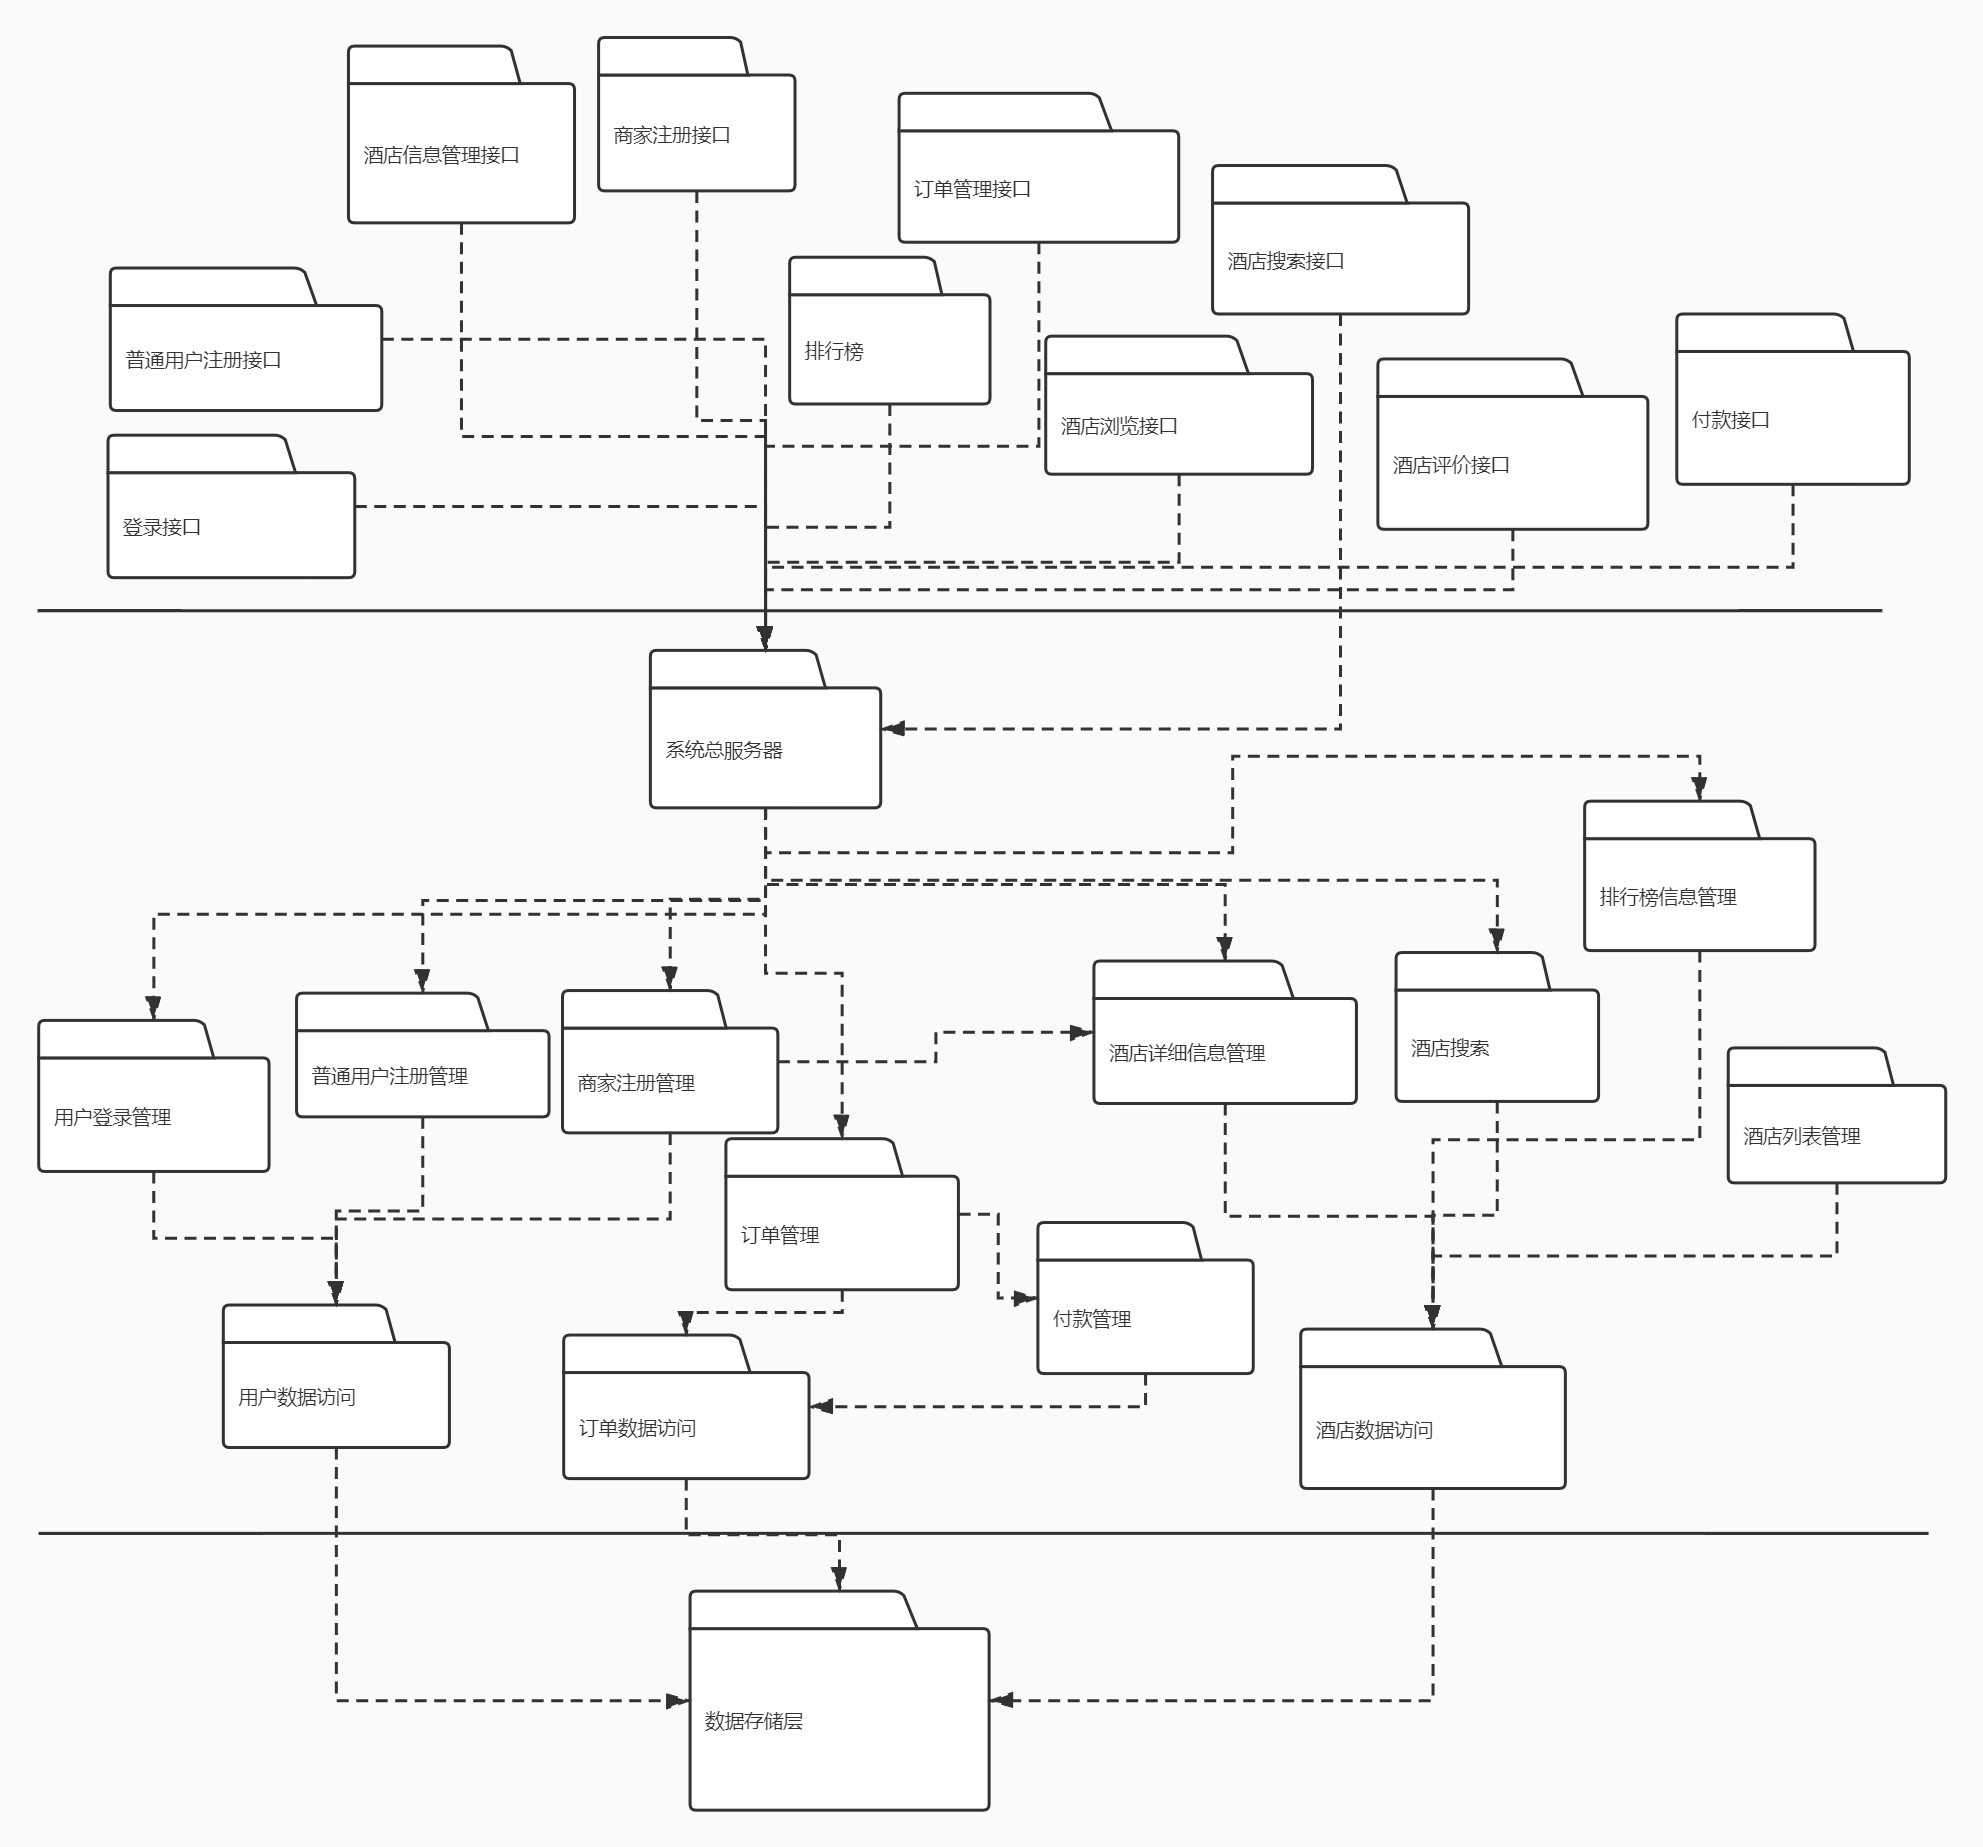 酒店信息管理接口
商家注册接口
订单管理接口
酒店搜索接口
普通用户注册接口
排行榜
酒店浏览接口
付款接口
酒店评价接口
登录接口
系统总服务器
排行榜信息管理
用户登录管理
普通用户注册管理
商家注册管理
酒店详细信息管理
酒店搜索
酒店列表管理
订单管理
付款管理
用户数据访问
订单数据访问
酒店数据访问
数据存储层